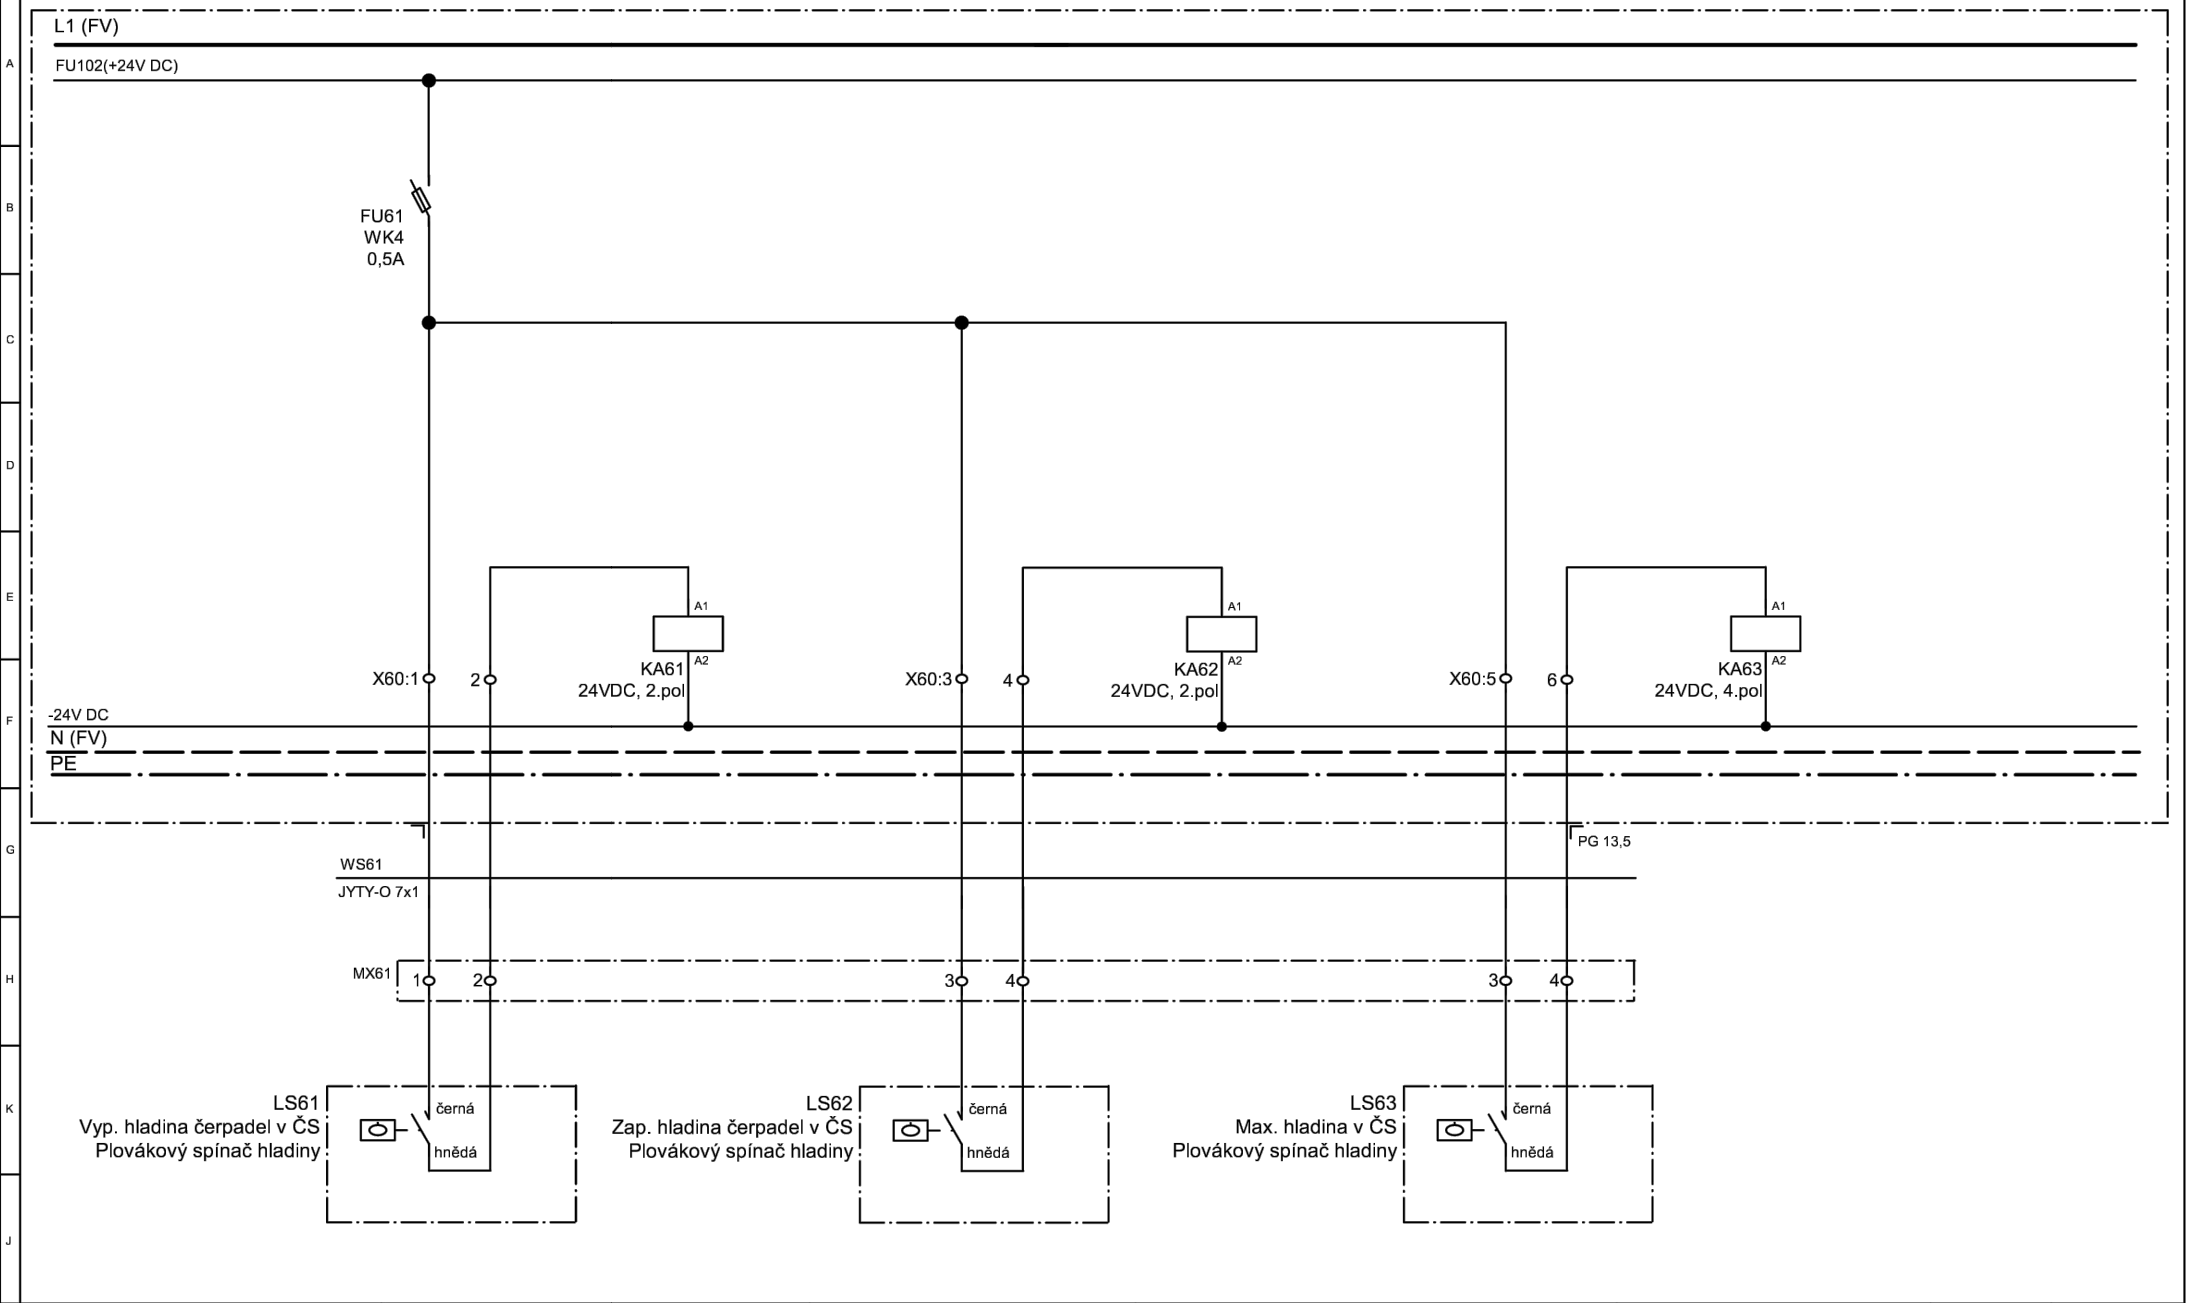 L1 (FV)
A
FU102(+24V DC)
B
FU61
WK4
0,5A
C
D
E
A1
A1
A1
A2
A2
A2
X60:1
2
KA61
24VDC, 2.pol
X60:3
4
KA62
24VDC, 2.pol
X60:5
6
KA63
24VDC, 4.pol
F
-24V DC
N (FV)
PE
G
PG 13,5
WS61
JYTY-O 7x1
H
MX61
1
2
3
4
3
4
K
LS61
Vyp. hladina čerpadel v ČS
Plovákový spínač hladiny
černá
hnědá
LS62
Zap. hladina čerpadel v ČS
Plovákový spínač hladiny
černá
hnědá
LS63
Max. hladina v ČS
Plovákový spínač hladiny
černá
hnědá
J